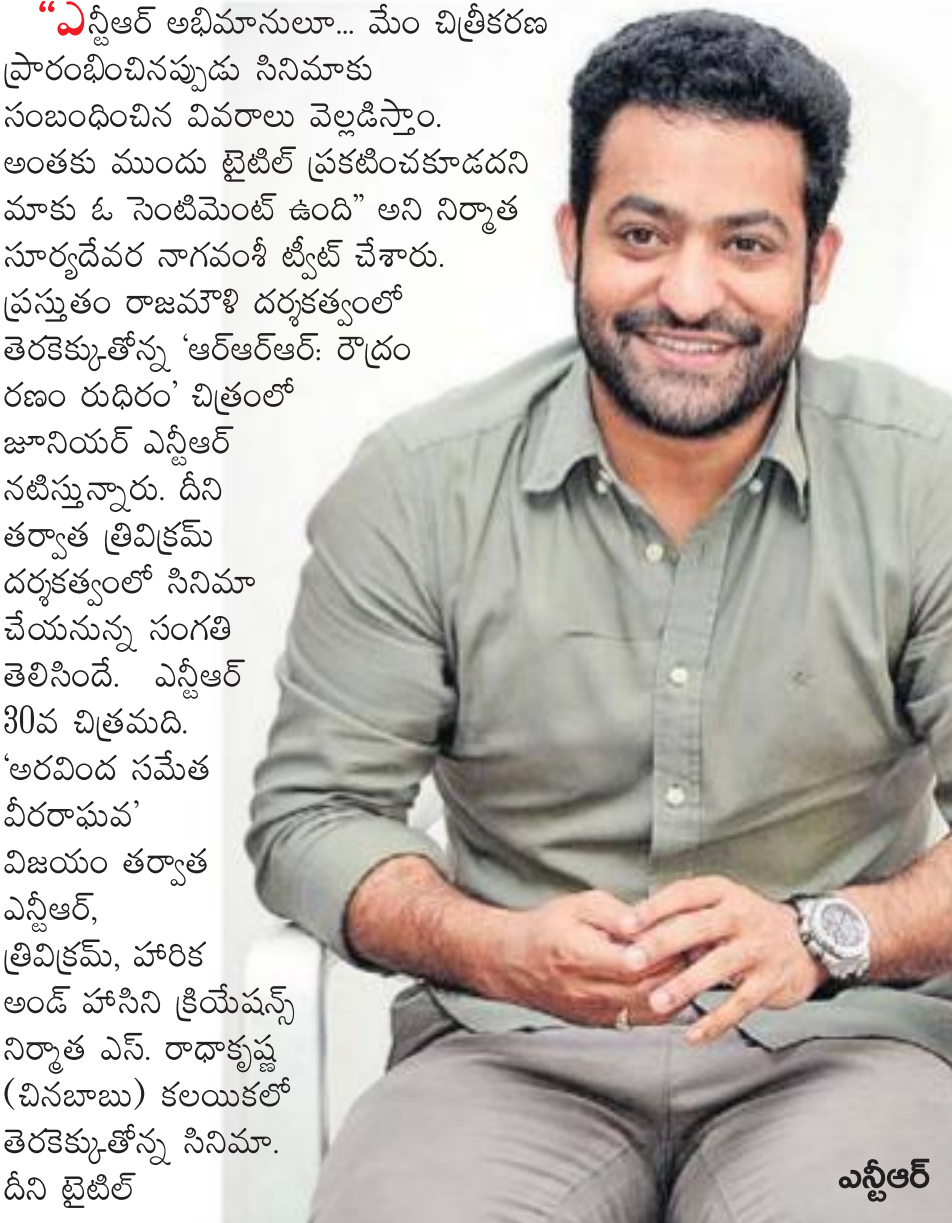 “ఎన్టీఆర్ అభిమానులూ... మేం చిత్రీకరణ
ప్రారంభించినప్పుడు సినిమాకు
సంబంధించిన వివరాలు వెల్లడిస్తాం.
అంతకు ముందు టైటిల్ ప్రకటించకూడదని
మాకు ఓ సెంటిమెంట్ ఉంది” అని నిర్మాత
సూర్యదేవర నాగవంశీ ట్వీట్ చేశారు.
ప్రస్తుతం రాజమౌళి దర్శకత్వంలో
తెరకెక్కుతోన్న ‘ఆర్ఆర్ఆర్: రౌద్రం
రణం రుధిరం’ చిత్రంలో
జూనియర్ ఎన్టీఆర్
నటిస్తున్నారు. దీని
తర్వాత త్రివిక్రమ్
దర్శకత్వంలో సినిమా
చేయనున్న సంగతి
తెలిసిందే. ఎన్టీఆర్
30వ చిత్రమది.
‘అరవింద సమేత
వీరరాఘవ’
విజయం తర్వాత
ఎన్టీఆర్,
త్రివిక్రమ్, హారిక
అండ్ హాసిని క్రియేషన్స్
నిర్మాత ఎస్. రాధాకృష్ణ
(చినబాబు) కలయికలో
తెరకెక్కుతోన్న సినిమా.
దీని టైటిల్
ఎన్టీఆర్